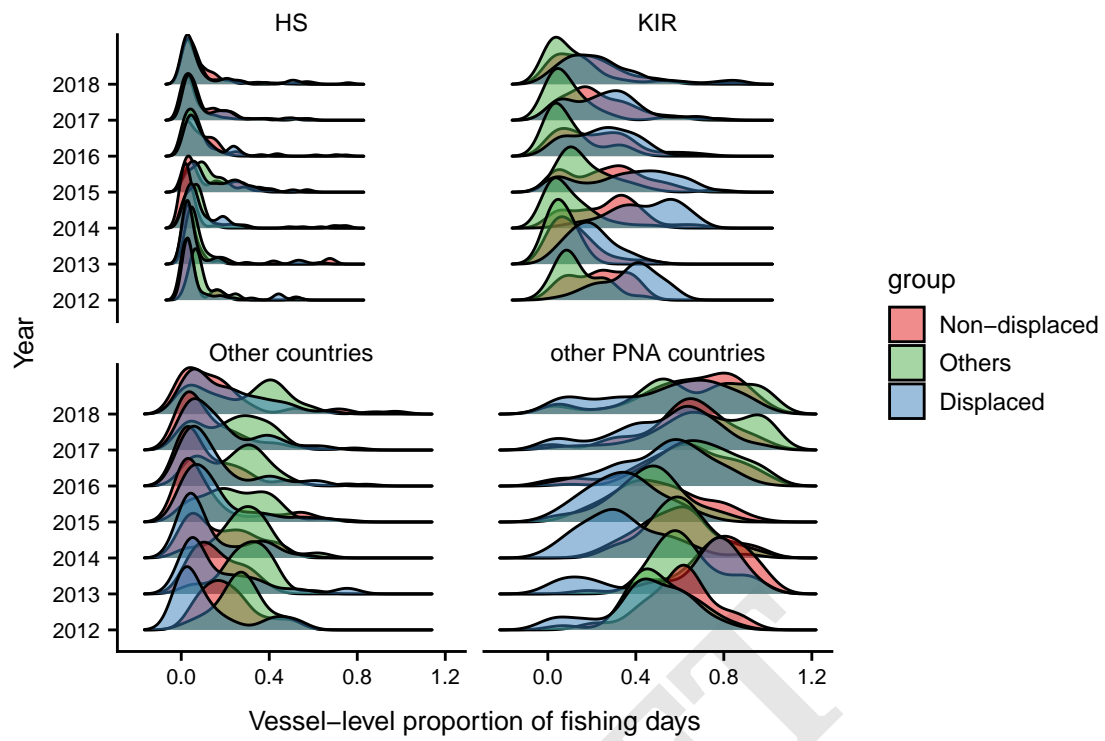 HS
KIR
2018
2017
2016
2015
2014
2013
2012
Other countries
other PNA countries
2018
2017
2016
2015
2014
2013
2012
0.0 0.4 0.8 1.2
0.0 0.4 0.8 1.2
Year
Vessel−level proportion of fishing days
group
Non−displaced
Others
Displaced